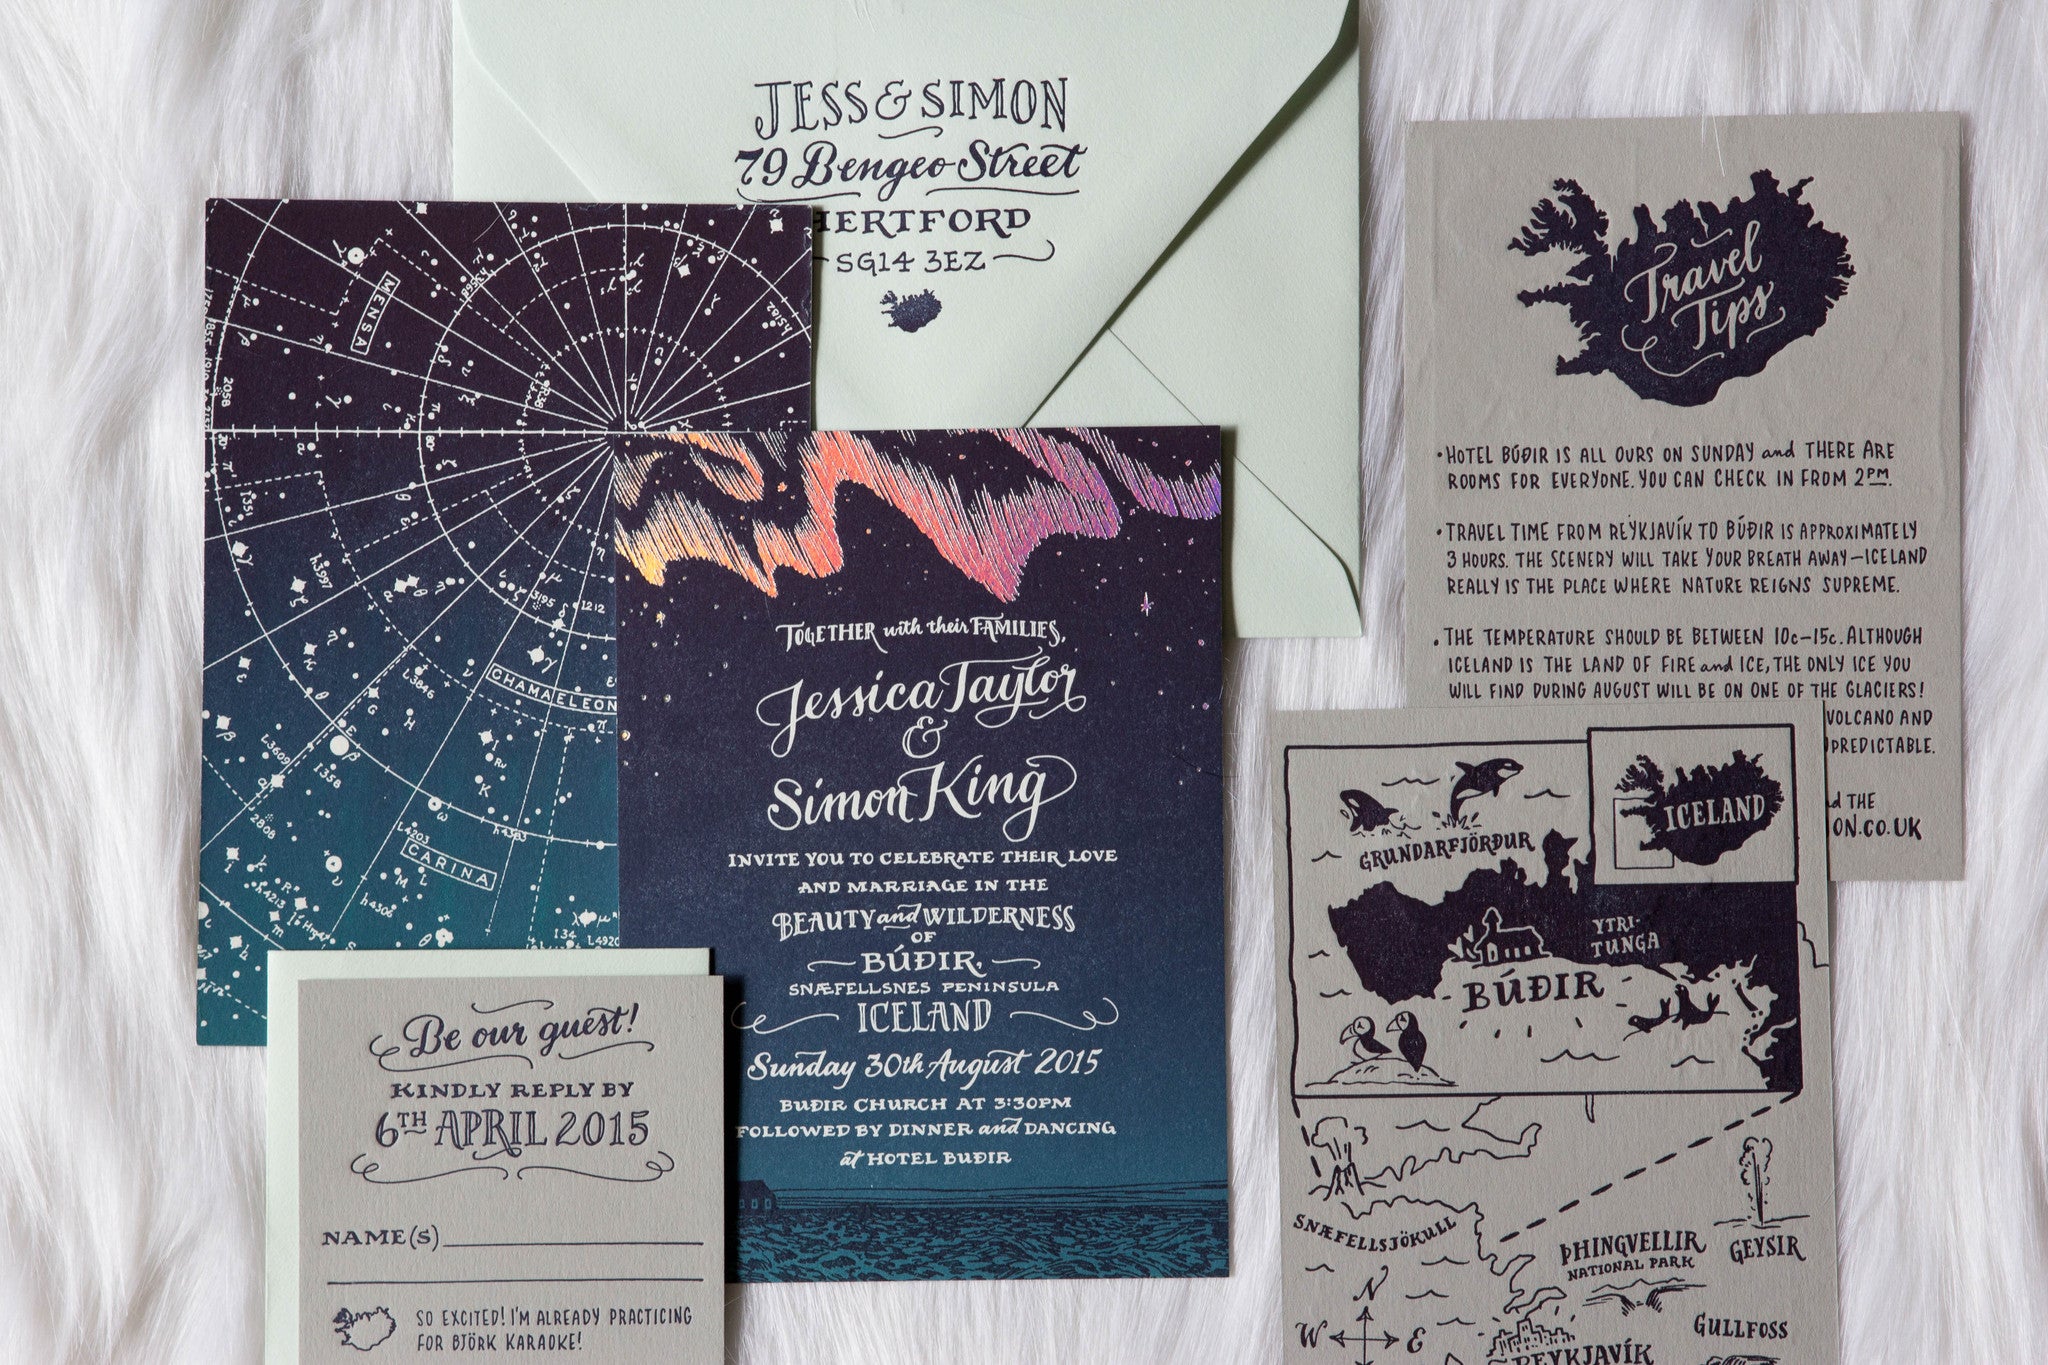 JESS & SIMON
79 Bengeo Street
HERTFORD
SG14 3EZ
MENSA
CHAMAELEON
CARINA
TOGETHER with their FAMILIES,
Jessica Taylor
&
Simon King
INVITE YOU TO CELEBRATE THEIR LOVE
AND MARRIAGE IN THE
BEAUTY and WILDERNESS
OF
BÚÐIR,
SNÆFELLSNES PENINSULA
ICELAND
Sunday 30th August 2015
BUÐIR CHURCH AT 3:30PM
FOLLOWED BY DINNER and DANCING
at HOTEL BUÐIR
Be our guest!
KINDLY REPLY BY
6TH APRIL 2015
NAME(S)
SO EXCITED! I'M ALREADY PRACTICING
FOR BJÖRK KARAOKE!
Travel
Tips
• HOTEL BÚÐIR IS ALL OURS ON SUNDAY and THERE ARE
ROOMS FOR EVERYONE. YOU CAN CHECK IN FROM 2PM.
• TRAVEL TIME FROM REYKJAVÍK TO BÚÐIR IS APPROXIMATELY
3 HOURS. THE SCENERY WILL TAKE YOUR BREATH AWAY—ICELAND
REALLY IS THE PLACE WHERE NATURE REIGNS SUPREME.
• THE TEMPERATURE SHOULD BE BETWEEN 10c–15c. ALTHOUGH
ICELAND IS THE LAND OF FIRE and ICE, THE ONLY ICE YOU
WILL FIND DURING AUGUST WILL BE ON ONE OF THE GLACIERS!
VOLCANO AND
PREDICTABLE.
THE
ON.CO.UK
ICELAND
GRUNDARFJÖRÐUR
YTRI-
TUNGA
BÚÐIR
SNÆFELLSJÖKULL
ÞHINGVELLIR
NATIONAL PARK
GEYSIR
N
W E
GULLFOSS
REYKJAVÍK